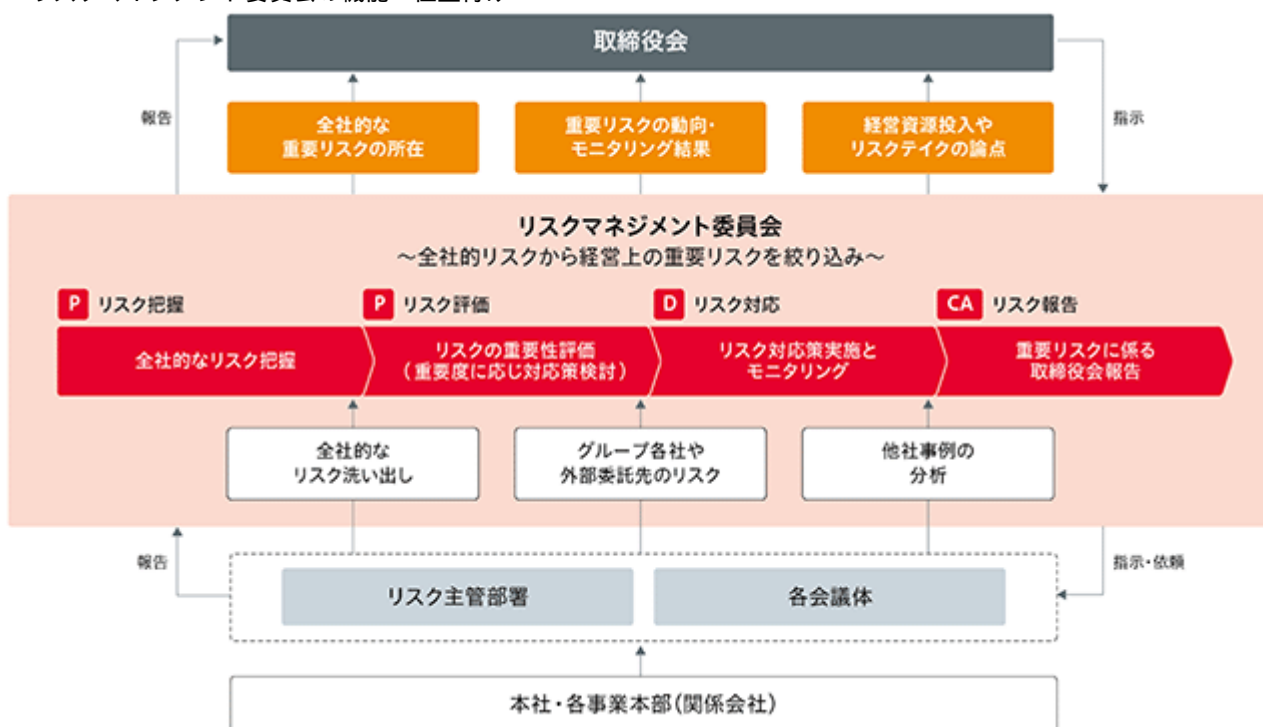 取締役会
報告
指示
全社的な
重要リスクの所在
重要リスクの動向・
モニタリング結果
経営資源投入や
リスクテイクの論点
リスクマネジメント委員会
～全社的リスクから経営上の重要リスクを絞り込み～
P リスク把握
P リスク評価
D リスク対応
CA リスク報告
全社的なリスク把握
リスクの重要性評価
（重要度に応じ対応策検討）
リスク対応策実施と
モニタリング
重要リスクに係る
取締役会報告
全社的な
リスク洗い出し
グループ各社や
外部委託先のリスク
他社事例の
分析
報告
指示・依頼
リスク主管部署
各会議体
本社・各事業本部（関係会社）